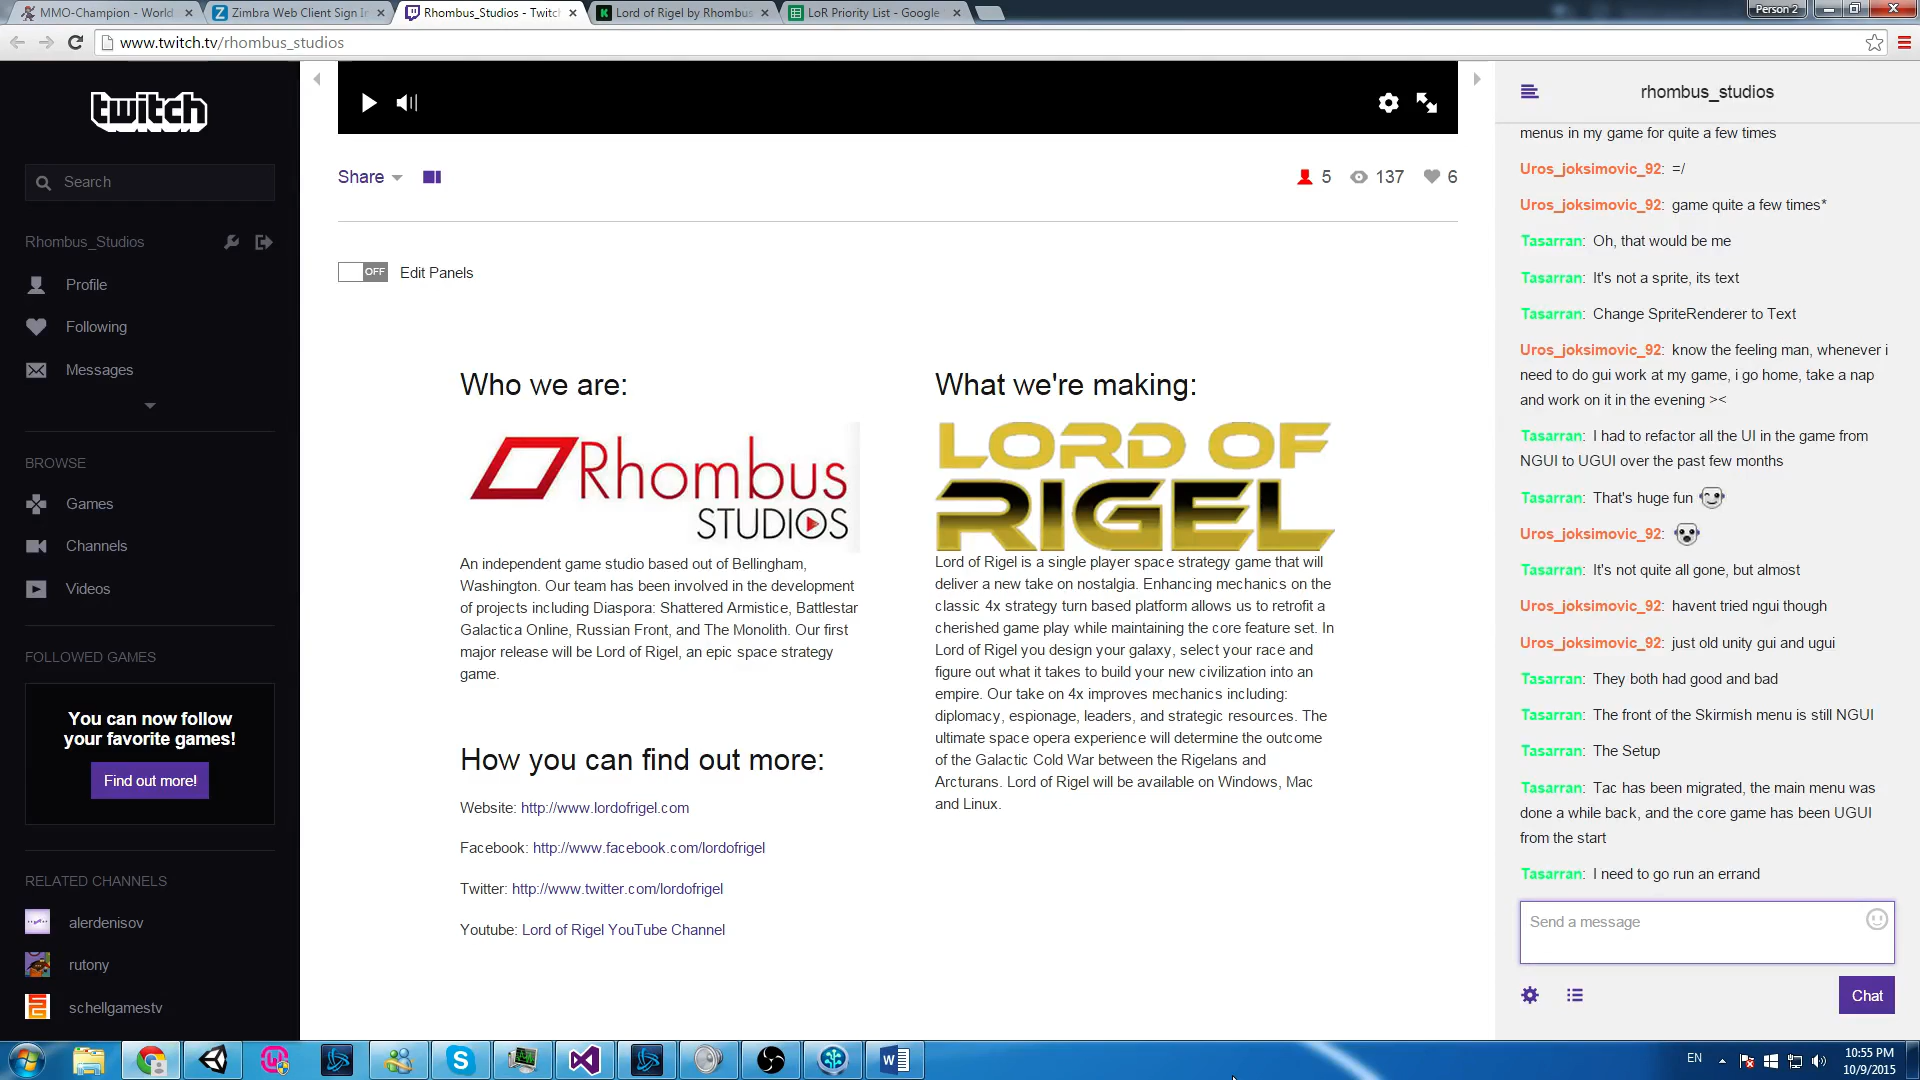 MMO-Champion - World
Zimbra Web Client Sign In
Rhombus_Studios - Twitch
Lord of Rigel by Rhombus
LoR Priority List - Google
Person 2
www.twitch.tv/rhombus_studios
twitch
Search
Rhombus_Studios
Profile
Following
Messages
BROWSE
Games
Channels
Videos
FOLLOWED GAMES
You can now follow
your favorite games!
Find out more!
RELATED CHANNELS
alerdenisov
rutony
schellgamestv
Share
5
137
6
OFF
Edit Panels
Who we are:
Rhombus
STUDIOS
An independent game studio based out of Bellingham,
Washington. Our team has been involved in the development
of projects including Diaspora: Shattered Armistice, Battlestar
Galactica Online, Russian Front, and The Monolith. Our first
major release will be Lord of Rigel, an epic space strategy
game.
How you can find out more:
Website: http://www.lordofrigel.com
Facebook: http://www.facebook.com/lordofrigel
Twitter: http://www.twitter.com/lordofrigel
Youtube: Lord of Rigel YouTube Channel
What we're making:
LORD OF
RIGEL
Lord of Rigel is a single player space strategy game that will
deliver a new take on nostalgia. Enhancing mechanics on the
classic 4x strategy turn based platform allows us to retrofit a
cherished game play while maintaining the core feature set. In
Lord of Rigel you design your galaxy, select your race and
figure out what it takes to build your new civilization into an
empire. Our take on 4x improves mechanics including:
diplomacy, espionage, leaders, and strategic resources. The
ultimate space opera experience will determine the outcome
of the Galactic Cold War between the Rigelans and
Arcturans. Lord of Rigel will be available on Windows, Mac
and Linux.
rhombus_studios
menus in my game for quite a few times
Uros_joksimovic_92: =/
Uros_joksimovic_92: game quite a few times*
Tasarran: Oh, that would be me
Tasarran: It's not a sprite, its text
Tasarran: Change SpriteRenderer to Text
Uros_joksimovic_92: know the feeling man, whenever i
need to do gui work at my game, i go home, take a nap
and work on it in the evening ><
Tasarran: I had to refactor all the UI in the game from
NGUI to UGUI over the past few months
Tasarran: That's huge fun
Uros_joksimovic_92:
Tasarran: It's not quite all gone, but almost
Uros_joksimovic_92: havent tried ngui though
Uros_joksimovic_92: just old unity gui and ugui
Tasarran: They both had good and bad
Tasarran: The front of the Skirmish menu is still NGUI
Tasarran: The Setup
Tasarran: Tac has been migrated, the main menu was
done a while back, and the core game has been UGUI
from the start
Tasarran: I need to go run an errand
Send a message
Chat
EN
10:55 PM
10/9/2015